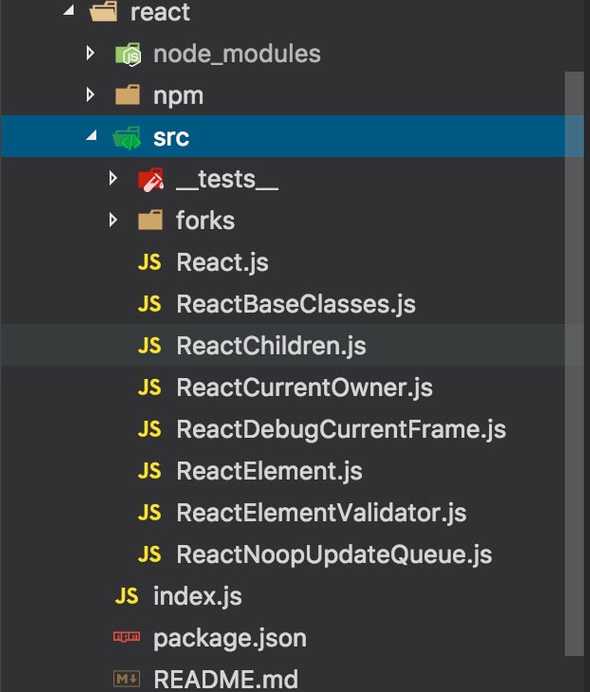 react
node_modules
npm
src
__tests__
forks
JS React.js
JS ReactBaseClasses.js
JS ReactChildren.js
JS ReactCurrentOwner.js
JS ReactDebugCurrentFrame.js
JS ReactElement.js
JS ReactElementValidator.js
JS ReactNoopUpdateQueue.js
JS index.js
npm package.json
M↓ README.md